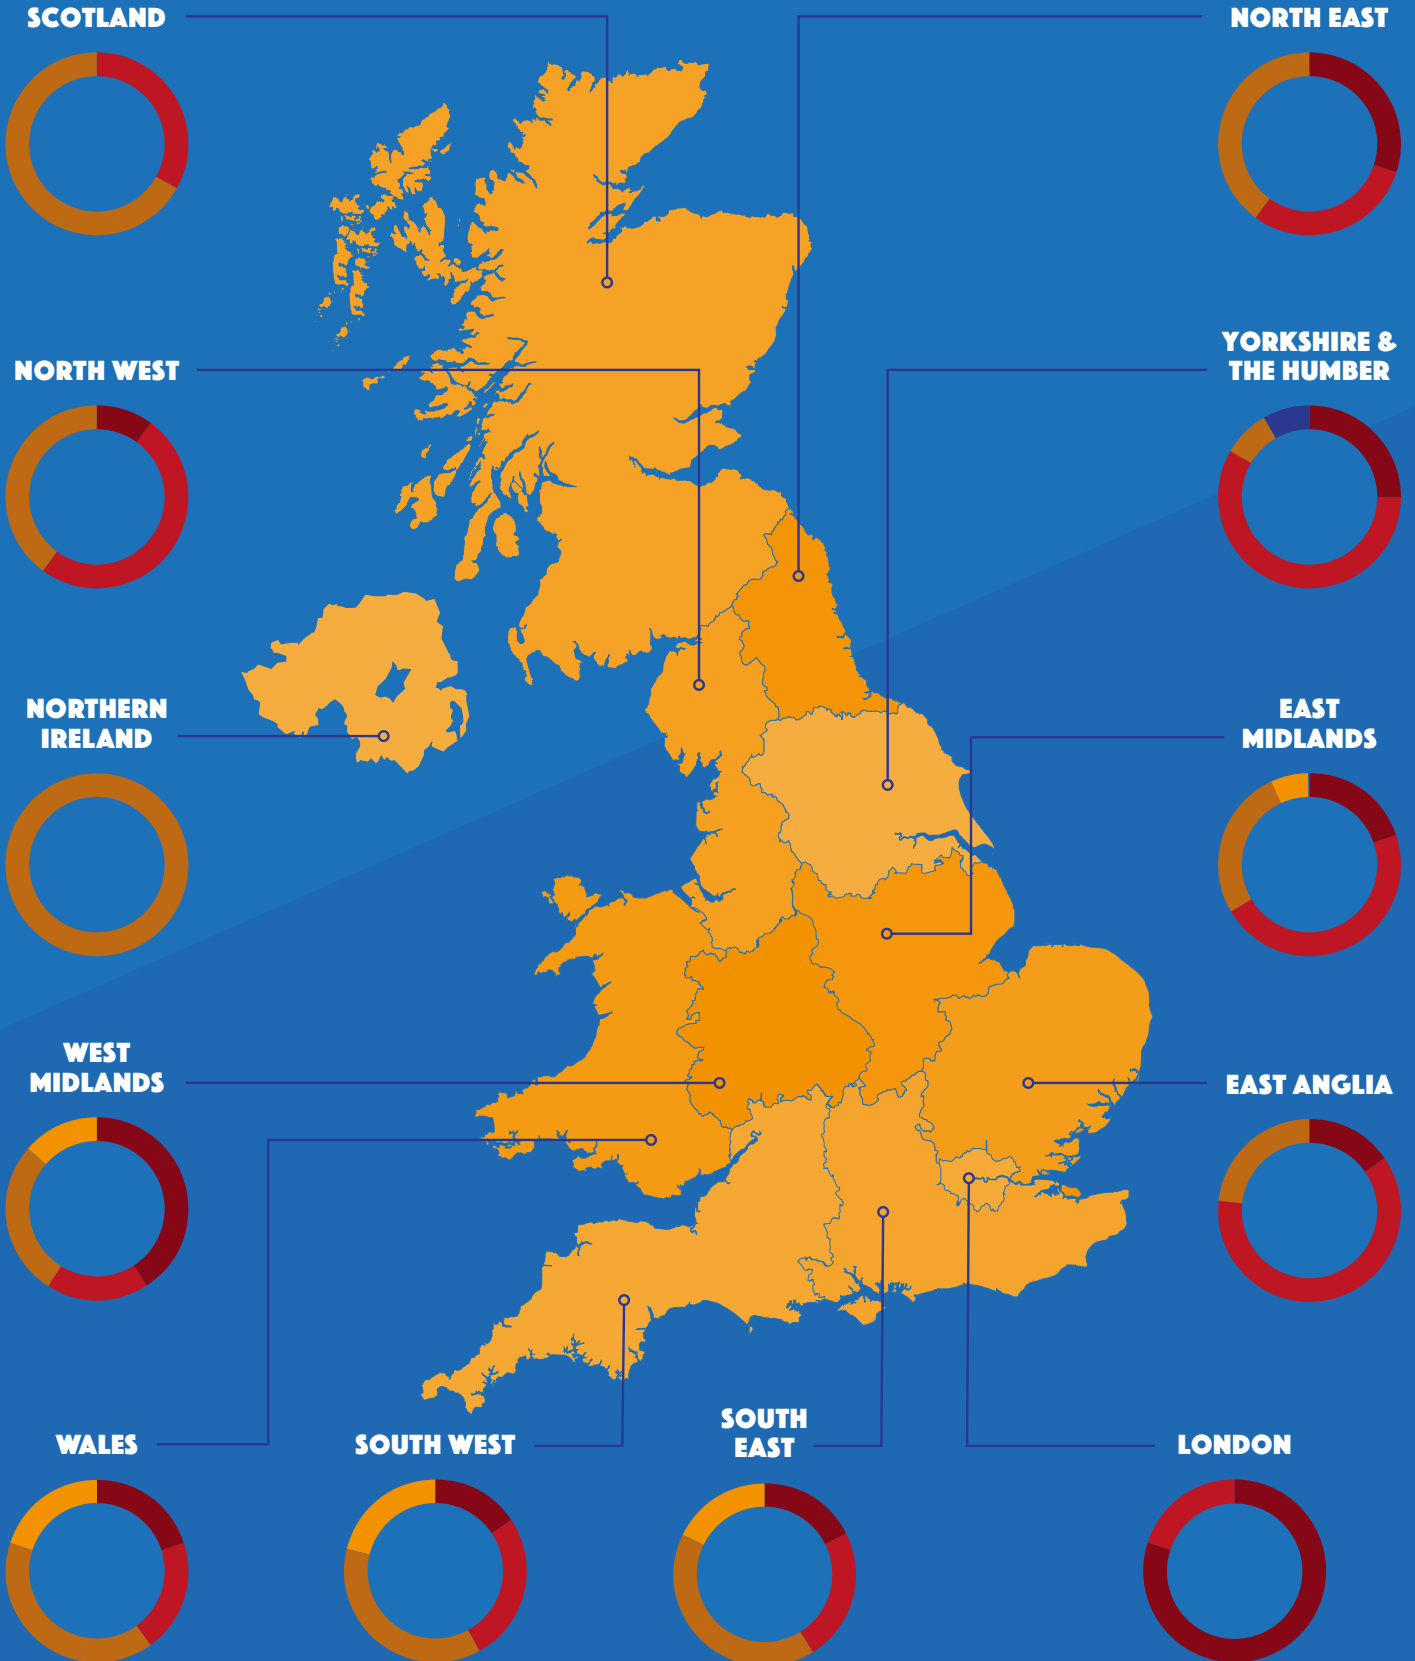 SCOTLAND
NORTH EAST
YORKSHIRE &
THE HUMBER
NORTH WEST
NORTHERN
IRELAND
EAST
MIDLANDS
WEST
MIDLANDS
EAST ANGLIA
WALES
SOUTH WEST
SOUTH
EAST
LONDON